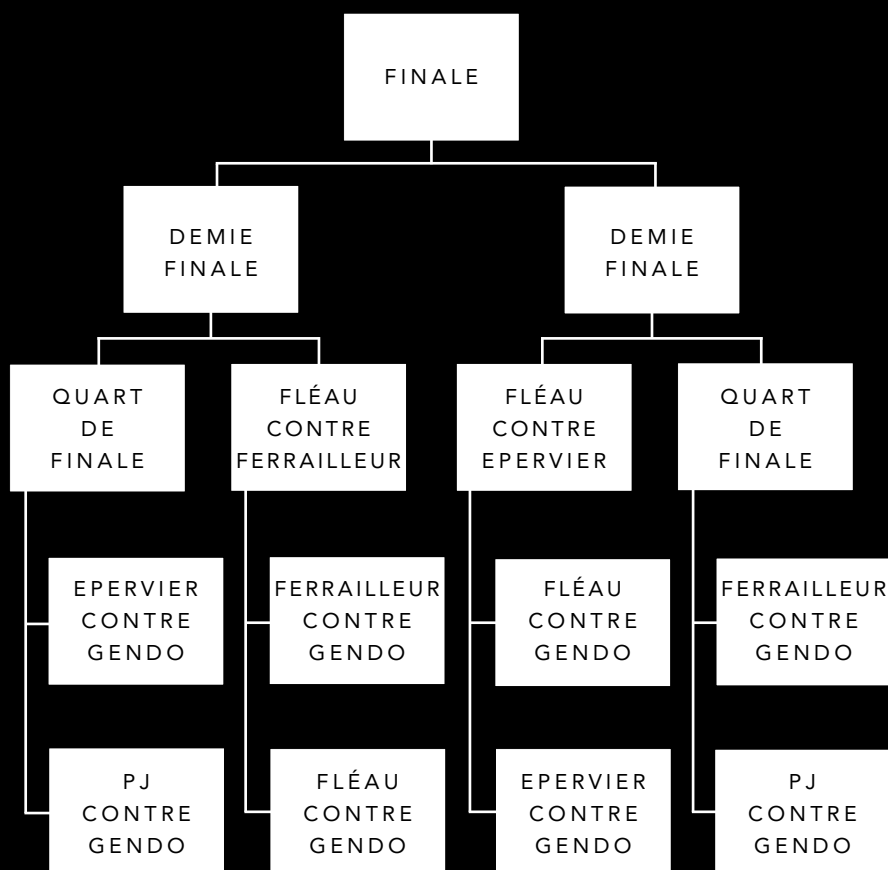 FINALE
DEMIE
FINALE
DEMIE
FINALE
QUART
DE
FINALE
FLÉAU
CONTRE
FERRAILLEUR
FLÉAU
CONTRE
EPERVIER
QUART
DE
FINALE
EPERVIER
CONTRE
GENDO
FERRAILLEUR
CONTRE
GENDO
FLÉAU
CONTRE
GENDO
FERRAILLEUR
CONTRE
GENDO
PJ
CONTRE
GENDO
FLÉAU
CONTRE
GENDO
EPERVIER
CONTRE
GENDO
PJ
CONTRE
GENDO